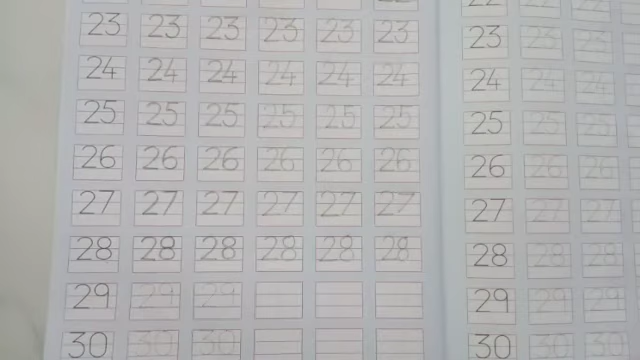 23 23 23 23 23 23
24 24 24 24 24 24
25 25 25 25 25 25
26 26 26 26 26 26
27 27 27 27 27 27
28 28 28 28 28 28
29 29 29
30 30 30
22 22 22
23 23 23
24 24 24
25 25 25
26 26 26
27 27 27
28 28 28
29 29 29
30 30 30